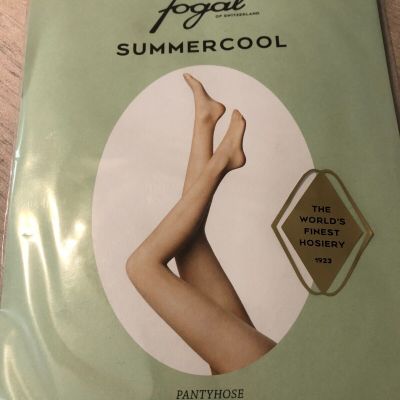 fogal
OF SWITZERLAND
SUMMERCOOL
THE
WORLD'S
FINEST
HOSIERY
1923
PANTYHOSE